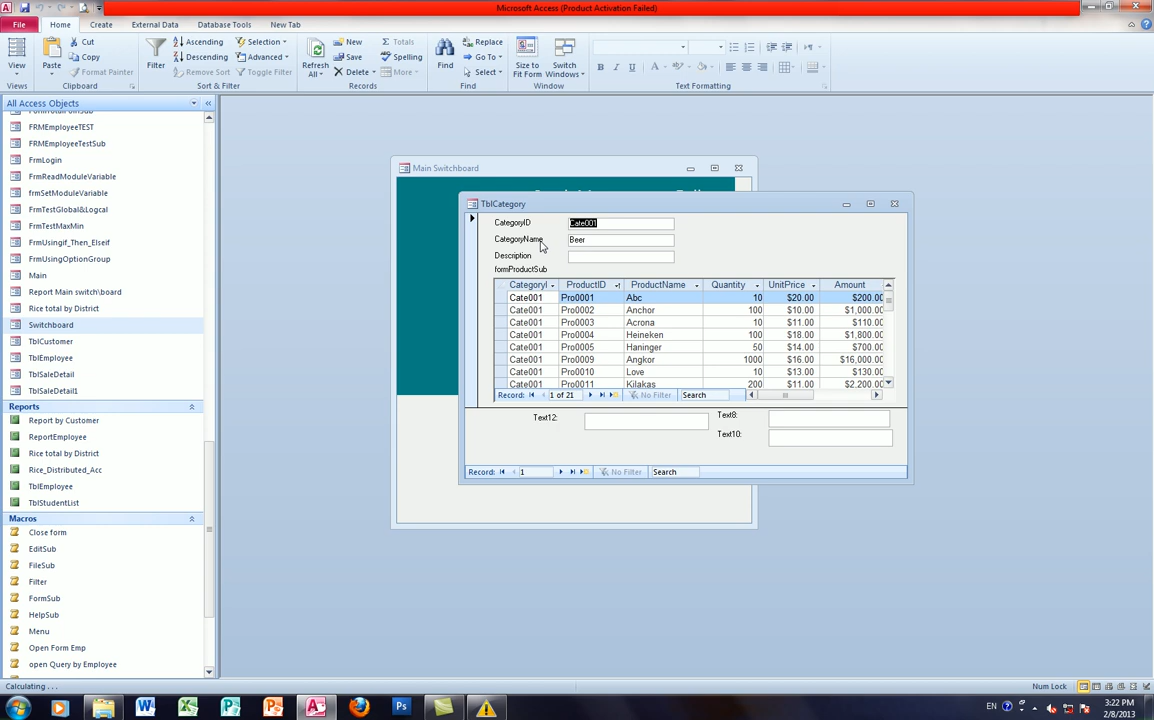 Microsoft Access (Product Activation Failed)
File Home Create External Data Database Tools New Tab
View
Views
Paste
Cut
Copy
Format Painter
Clipboard
Filter
Ascending
Descending
Remove Sort
Selection
Advanced
Toggle Filter
Sort & Filter
Refresh
All
New
Save
Delete
Totals
Spelling
More
Records
Find
Replace
Go To
Select
Find
Size to
Fit Form
Switch
Windows
Window
B I U
A
Text Formatting
All Access Objects
FRMEmployeeTEST
FRMEmployeeTestSub
FrmLogin
FrmReadModuleVariable
frmSetModuleVariable
FrmTestGlobal&Logcal
FrmTestMaxMin
FrmUsingif_Then_Elseif
FrmUsingOptionGroup
Main
Report Main switch\board
Rice total by District
Switchboard
TblCustomer
TblEmployee
TblSaleDetail
TblSaleDetail1
Reports
Report by Customer
ReportEmployee
Rice total by District
Rice_Distributed_Acc
TblEmployee
TblStudentList
Macros
Close form
EditSub
FileSub
Filter
FormSub
HelpSub
Menu
Open Form Emp
open Query by Employee
Main Switchboard
TblCategory
CategoryID Cate001
CategoryName Beer
Description
formProductSub
CategoryI ProductID ProductName Quantity UnitPrice Amount
Cate001 Pro0001 Abc 10 $20.00 $200.00
Cate001 Pro0002 Anchor 100 $10.00 $1,000.00
Cate001 Pro0003 Acrona 10 $11.00 $110.00
Cate001 Pro0004 Heineken 100 $18.00 $1,800.00
Cate001 Pro0005 Haninger 50 $14.00 $700.00
Cate001 Pro0009 Angkor 1000 $16.00 $16,000.00
Cate001 Pro0010 Love 10 $13.00 $130.00
Cate001 Pro0011 Kilakas 200 $11.00 $2,200.00
Record: 1 of 21 No Filter Search
Text12: Text8:
Text10:
Record: 1 No Filter Search
Calculating . . .
Num Lock
EN
3:22 PM
2/8/2013